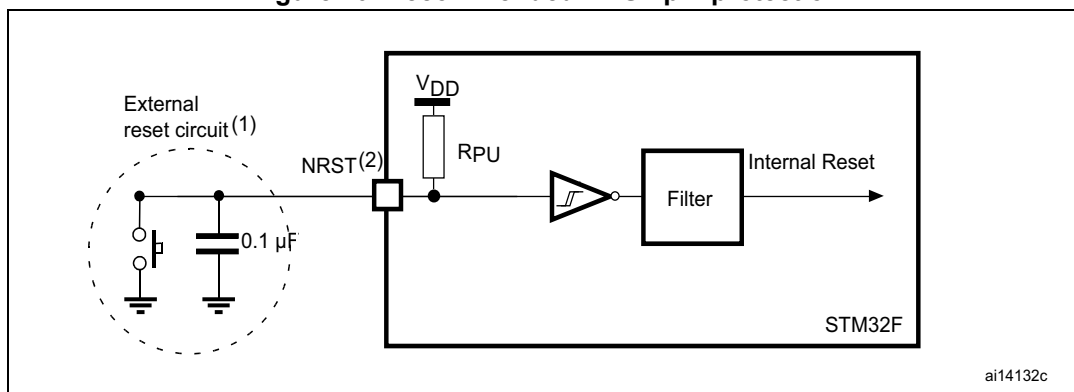 External
reset circuit(1)
VDD
RPU
NRST(2)
Internal Reset
Filter
0.1 µF
STM32F
ai14132c